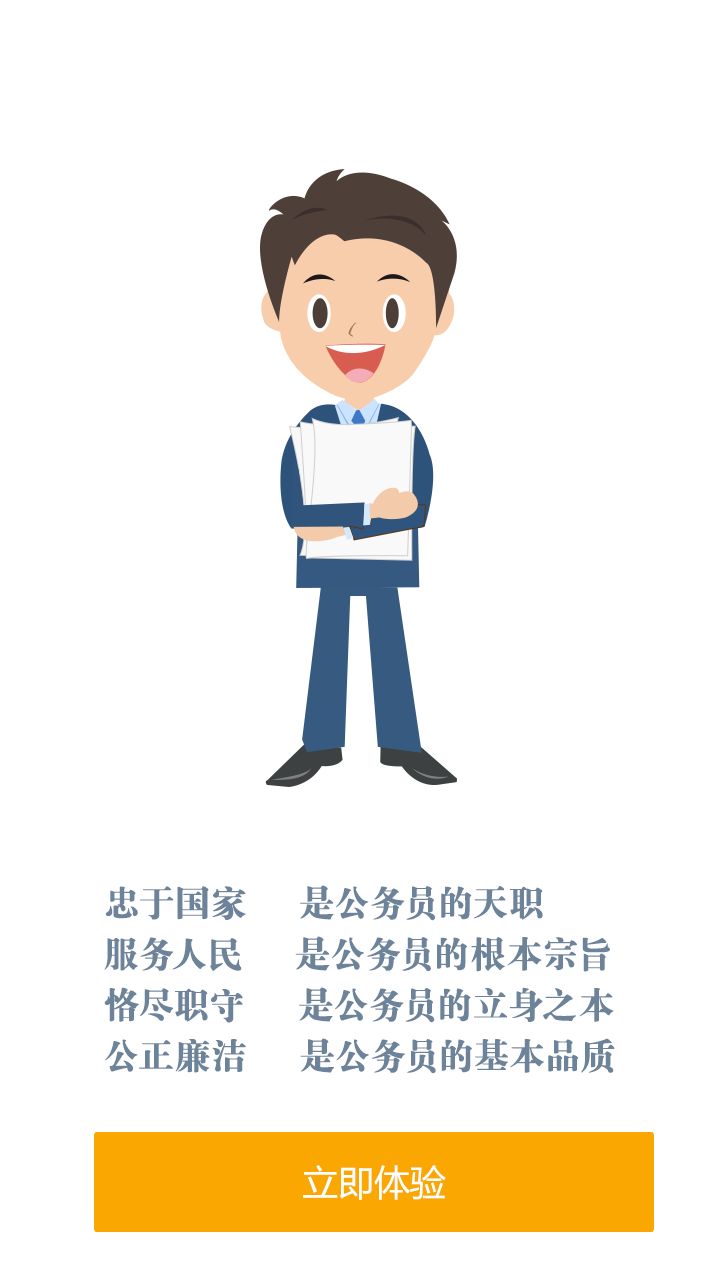 忠于国家 是公务员的天职
服务人民 是公务员的根本宗旨
恪尽职守 是公务员的立身之本
公正廉洁 是公务员的基本品质
立即体验